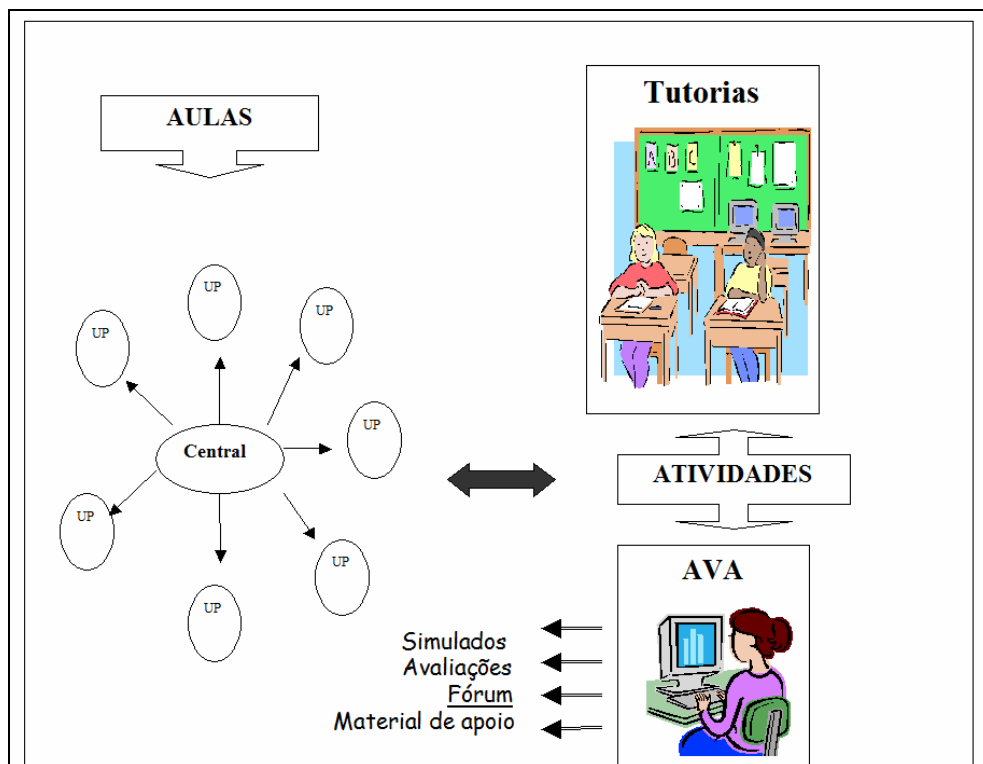 AULAS
UP
UP
UP
UP
Central
UP
UP
UP
UP
Tutorias
A B C
ATIVIDADES
AVA
Simulados
Avaliações
Fórum
Material de apoio